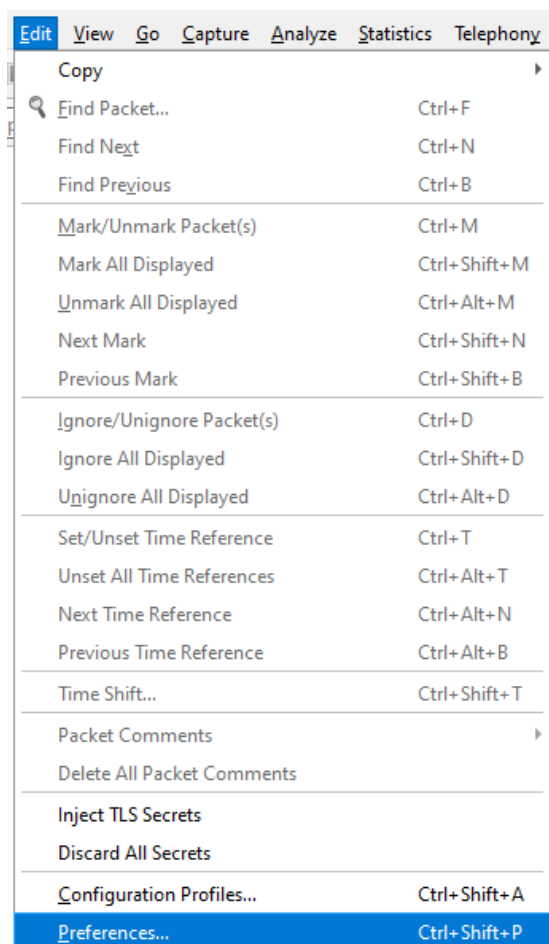 Edit View Go Capture Analyze Statistics Telephony
Copy
Find Packet... Ctrl+F
Find Next Ctrl+N
Find Previous Ctrl+B
Mark/Unmark Packet(s) Ctrl+M
Mark All Displayed Ctrl+Shift+M
Unmark All Displayed Ctrl+Alt+M
Next Mark Ctrl+Shift+N
Previous Mark Ctrl+Shift+B
Ignore/Unignore Packet(s) Ctrl+D
Ignore All Displayed Ctrl+Shift+D
Unignore All Displayed Ctrl+Alt+D
Set/Unset Time Reference Ctrl+T
Unset All Time References Ctrl+Alt+T
Next Time Reference Ctrl+Alt+N
Previous Time Reference Ctrl+Alt+B
Time Shift... Ctrl+Shift+T
Packet Comments
Delete All Packet Comments
Inject TLS Secrets
Discard All Secrets
Configuration Profiles... Ctrl+Shift+A
Preferences... Ctrl+Shift+P